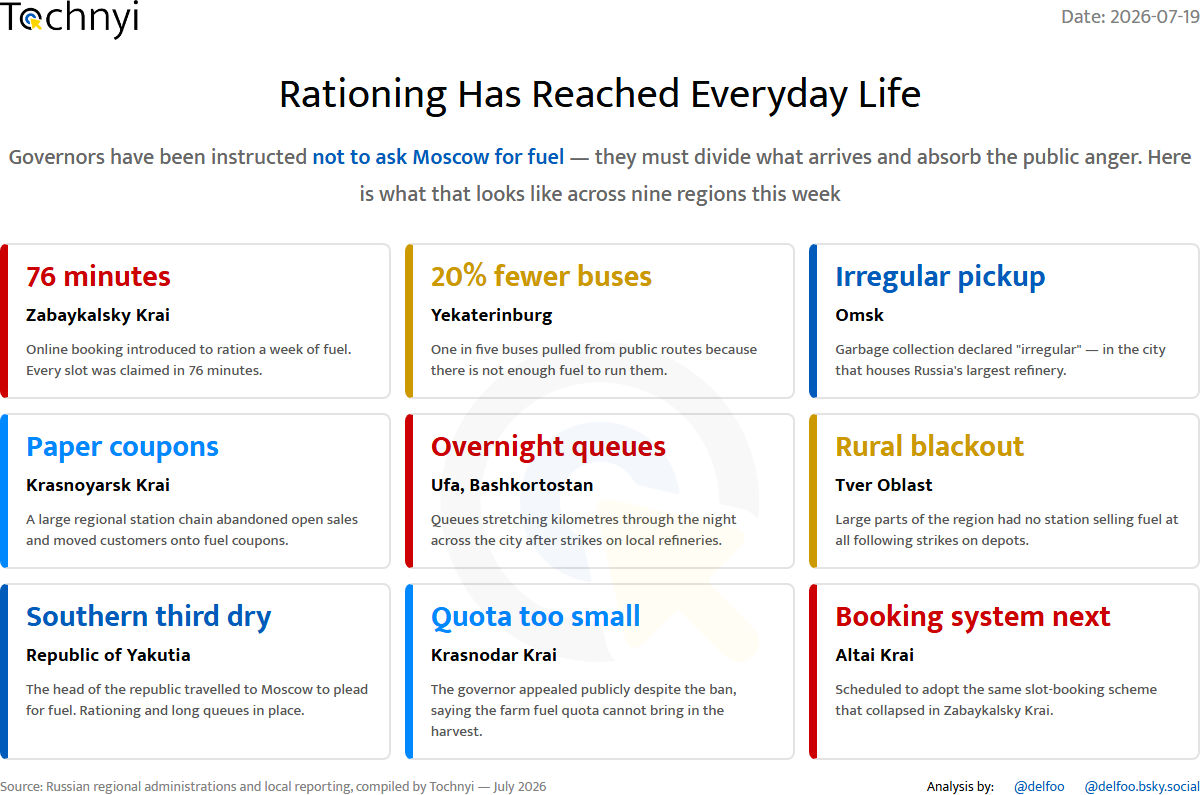 Tochnyi
Date: 2026-07-19
Rationing Has Reached Everyday Life
Governors have been instructed not to ask Moscow for fuel — they must divide what arrives and absorb the public anger. Here
is what that looks like across nine regions this week
76 minutes
Zabaykalsky Krai
Online booking introduced to ration a week of fuel.
Every slot was claimed in 76 minutes.
20% fewer buses
Yekaterinburg
One in five buses pulled from public routes because
there is not enough fuel to run them.
Irregular pickup
Omsk
Garbage collection declared "irregular" — in the city
that houses Russia's largest refinery.
Paper coupons
Krasnoyarsk Krai
A large regional station chain abandoned open sales
and moved customers onto fuel coupons.
Overnight queues
Ufa, Bashkortostan
Queues stretching kilometres through the night
across the city after strikes on local refineries.
Rural blackout
Tver Oblast
Large parts of the region had no station selling fuel at
all following strikes on depots.
Southern third dry
Republic of Yakutia
The head of the republic travelled to Moscow to plead
for fuel. Rationing and long queues in place.
Quota too small
Krasnodar Krai
The governor appealed publicly despite the ban,
saying the farm fuel quota cannot bring in the
harvest.
Booking system next
Altai Krai
Scheduled to adopt the same slot-booking scheme
that collapsed in Zabaykalsky Krai.
Source: Russian regional administrations and local reporting, compiled by Tochnyi — July 2026
Analysis by: @delfoo @delfoo.bsky.social